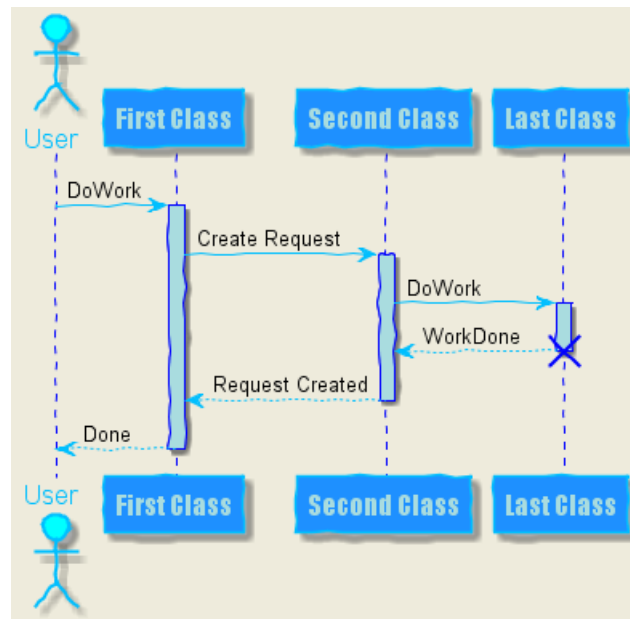 User
First Class
Second Class
Last Class
DoWork
Create Request
DoWork
WorkDone
Request Created
Done
User
First Class
Second Class
Last Class